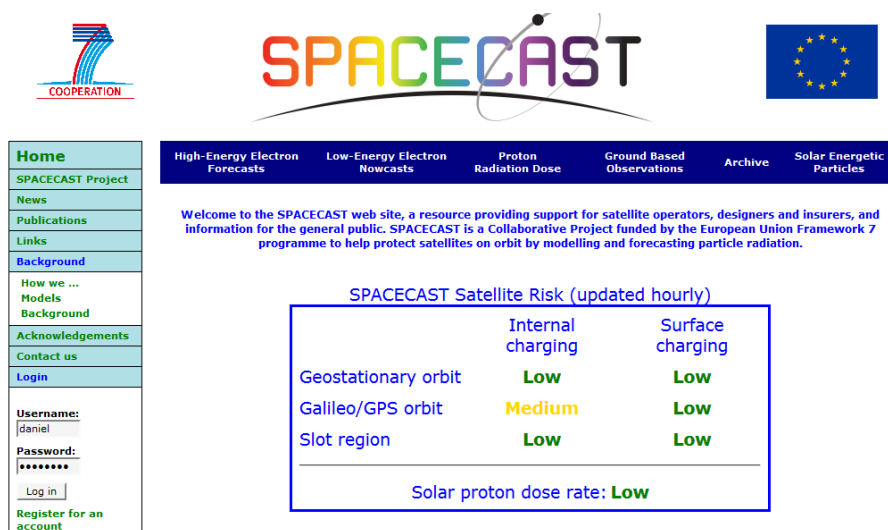 7
COOPERATION
SPACECAST
Home
SPACECAST Project
News
Publications
Links
Background
How we ...
Models
Background
Acknowledgements
Contact us
Login
Username:
daniel
Password:
••••••••
Log in
Register for an
account
High-Energy Electron
Forecasts
Low-Energy Electron
Nowcasts
Proton
Radiation Dose
Ground Based
Observations
Archive
Solar Energetic
Particles
Welcome to the SPACECAST web site, a resource providing support for satellite operators, designers and insurers, and
information for the general public. SPACECAST is a Collaborative Project funded by the European Union Framework 7
programme to help protect satellites on orbit by modelling and forecasting particle radiation.
SPACECAST Satellite Risk (updated hourly)
Internal
charging
Surface
charging
Geostationary orbit Low Low
Galileo/GPS orbit Medium Low
Slot region Low Low
Solar proton dose rate: Low